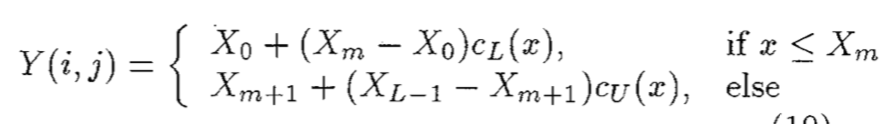 Y(i, j) = { X_0 + (X_m − X_0)c_L(x), if x ≤ X_m
X_{m+1} + (X_{L−1} − X_{m+1})c_U(x), else